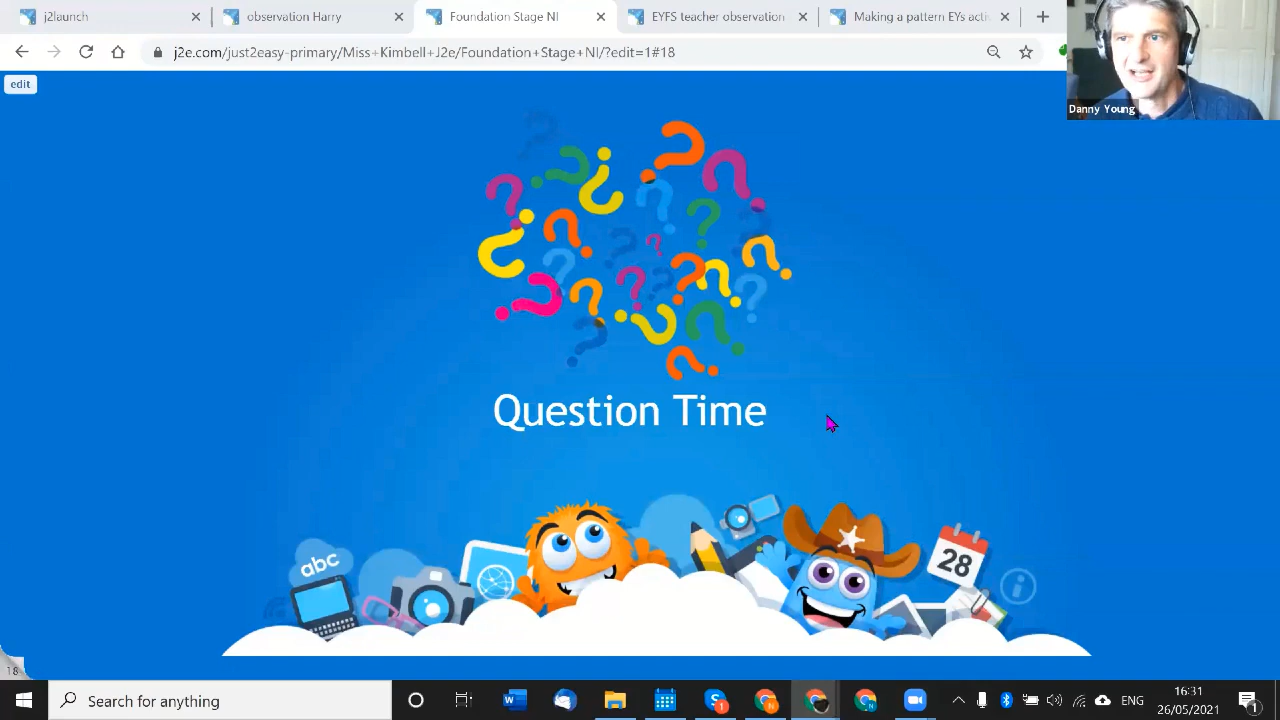 j2launch
observation Harry
Foundation Stage NI
EYFS teacher observation
Making a pattern EYs acti
j2e.com/just2easy-primary/Miss+Kimbell+J2e/Foundation+Stage+NI/?edit=1#18
edit
Danny Young
Question Time
abc
28
18
Search for anything
ENG
16:31
26/05/2021